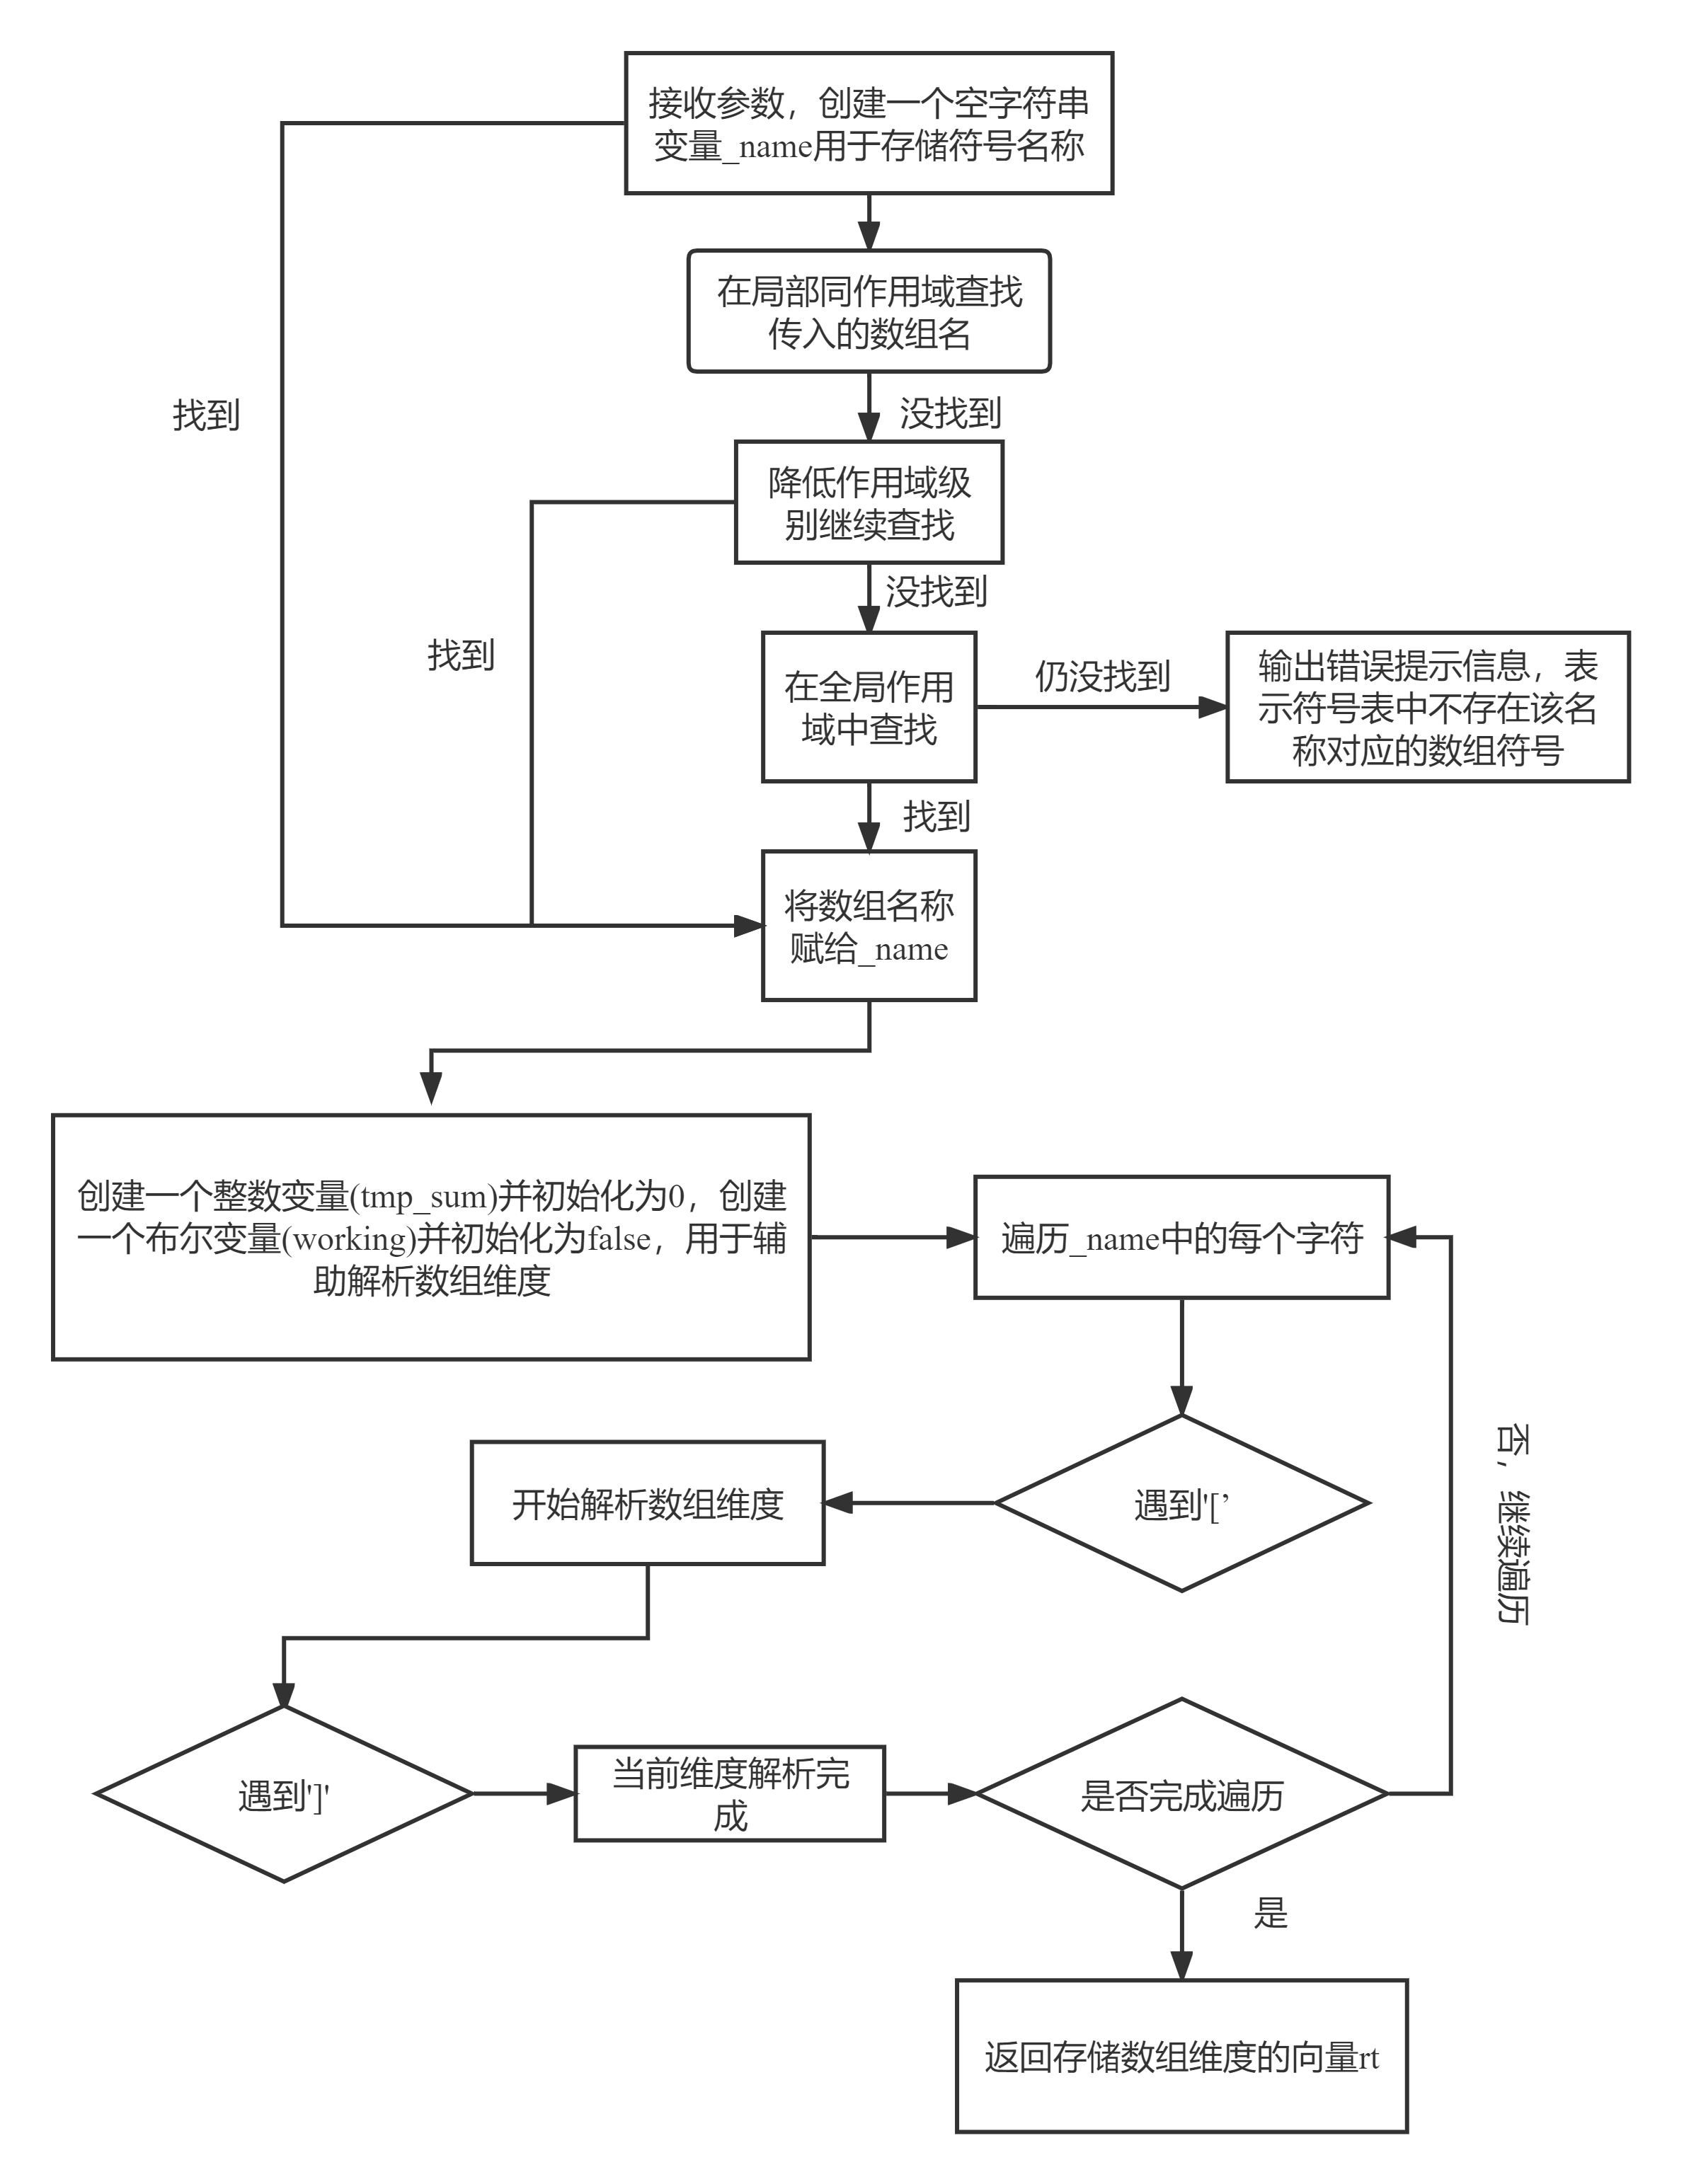 接收参数，创建一个空字符串
变量_name用于存储符号名称
在局部同作用域查找
传入的数组名
找到
没找到
降低作用域级
别继续查找
没找到
找到
在全局作用
域中查找
仍没找到
输出错误提示信息，表
示符号表中不存在该名
称对应的数组符号
找到
将数组名称
赋给_name
创建一个整数变量(tmp_sum)并初始化为0，创建
一个布尔变量(working)并初始化为false，用于辅
助解析数组维度
遍历_name中的每个字符
否，继续遍历
开始解析数组维度
遇到'[’
遇到']'
当前维度解析完
成
是否完成遍历
是
返回存储数组维度的向量rt